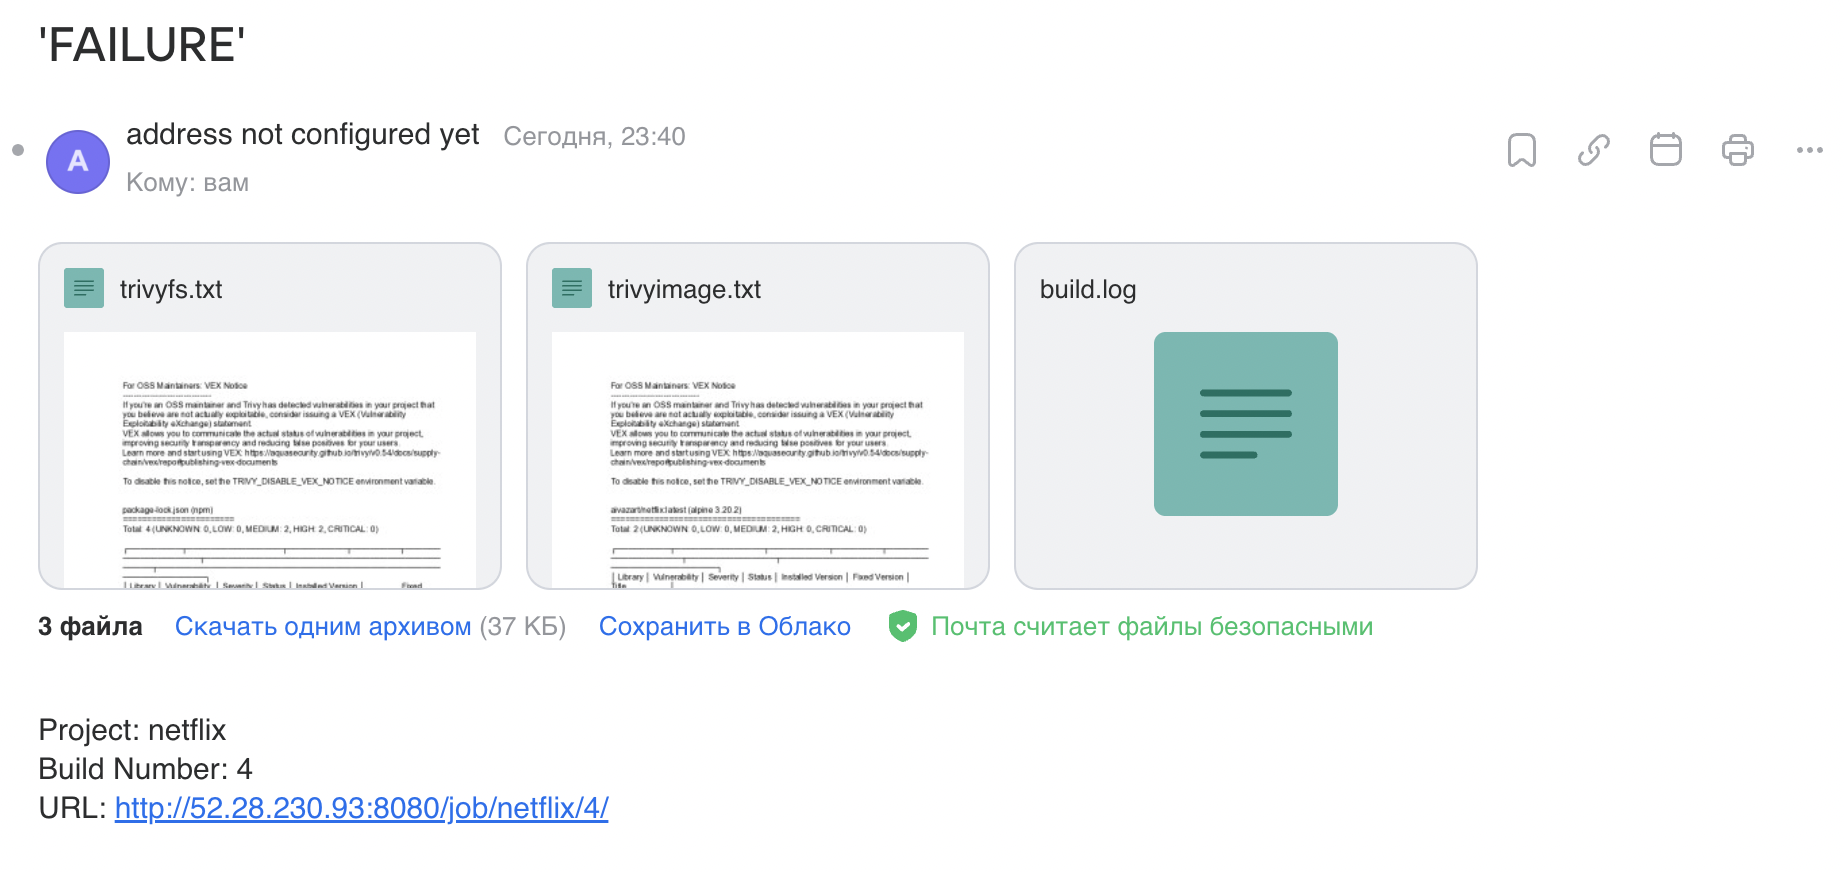 'FAILURE'
A
address not configured yet Сегодня, 23:40
Кому: вам
trivyfs.txt
For OSS Maintainers: VEX Notice
--------------------------------
If you're an OSS maintainer and Trivy has detected vulnerabilities in your project that
you believe are not actually exploitable, consider issuing a VEX (Vulnerability
Exploitability eXchange) statement.
VEX allows you to communicate the actual status of vulnerabilities in your project,
improving security transparency and reducing false positives for your users.
Learn more and start using VEX: https://aquasecurity.github.io/trivy/v0.54/docs/supply-
chain/vex/repo#publishing-vex-documents
To disable this notice, set the TRIVY_DISABLE_VEX_NOTICE environment variable.
package-lock.json (npm)
=======================
Total: 4 (UNKNOWN: 0, LOW: 0, MEDIUM: 2, HIGH: 2, CRITICAL: 0)
│ Library │ Vulnerability │ Severity │ Status │ Installed Version │ Fixed
trivyimage.txt
For OSS Maintainers: VEX Notice
--------------------------------
If you're an OSS maintainer and Trivy has detected vulnerabilities in your project that
you believe are not actually exploitable, consider issuing a VEX (Vulnerability
Exploitability eXchange) statement.
VEX allows you to communicate the actual status of vulnerabilities in your project,
improving security transparency and reducing false positives for your users.
Learn more and start using VEX: https://aquasecurity.github.io/trivy/v0.54/docs/supply-
chain/vex/repo#publishing-vex-documents
To disable this notice, set the TRIVY_DISABLE_VEX_NOTICE environment variable.
aivazart/netflix:latest (alpine 3.20.2)
=======================================
Total: 2 (UNKNOWN: 0, LOW: 0, MEDIUM: 2, HIGH: 0, CRITICAL: 0)
│ Library │ Vulnerability │ Severity │ Status │ Installed Version │ Fixed Version │
Title │
build.log
3 файла Скачать одним архивом (37 КБ) Сохранить в Облако Почта считает файлы безопасными
Project: netflix
Build Number: 4
URL: http://52.28.230.93:8080/job/netflix/4/